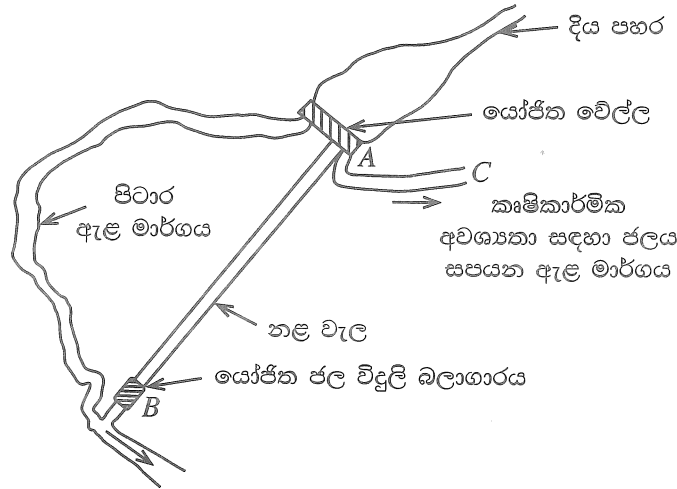 දිය පහර
යෝජිත වේල්ල
A
C
පිටාර
ඇළ මාර්ගය
කෘෂිකාර්මික
අවශ්‍යතා සඳහා ජලය
සපයන ඇළ මාර්ගය
නළ වැල
යෝජිත ජල විදුලි බලාගාරය
B